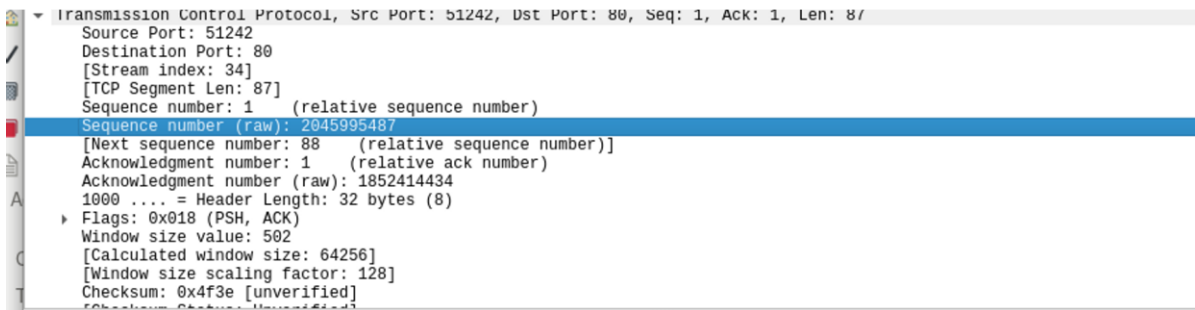 Transmission Control Protocol, Src Port: 51242, Dst Port: 80, Seq: 1, Ack: 1, Len: 87
Source Port: 51242
Destination Port: 80
[Stream index: 34]
[TCP Segment Len: 87]
Sequence number: 1    (relative sequence number)
Sequence number (raw): 2045995487
[Next sequence number: 88    (relative sequence number)]
Acknowledgment number: 1    (relative ack number)
Acknowledgment number (raw): 1852414434
1000 .... = Header Length: 32 bytes (8)
Flags: 0x018 (PSH, ACK)
Window size value: 502
[Calculated window size: 64256]
[Window size scaling factor: 128]
Checksum: 0x4f3e [unverified]
[Checksum Status: Unverified]